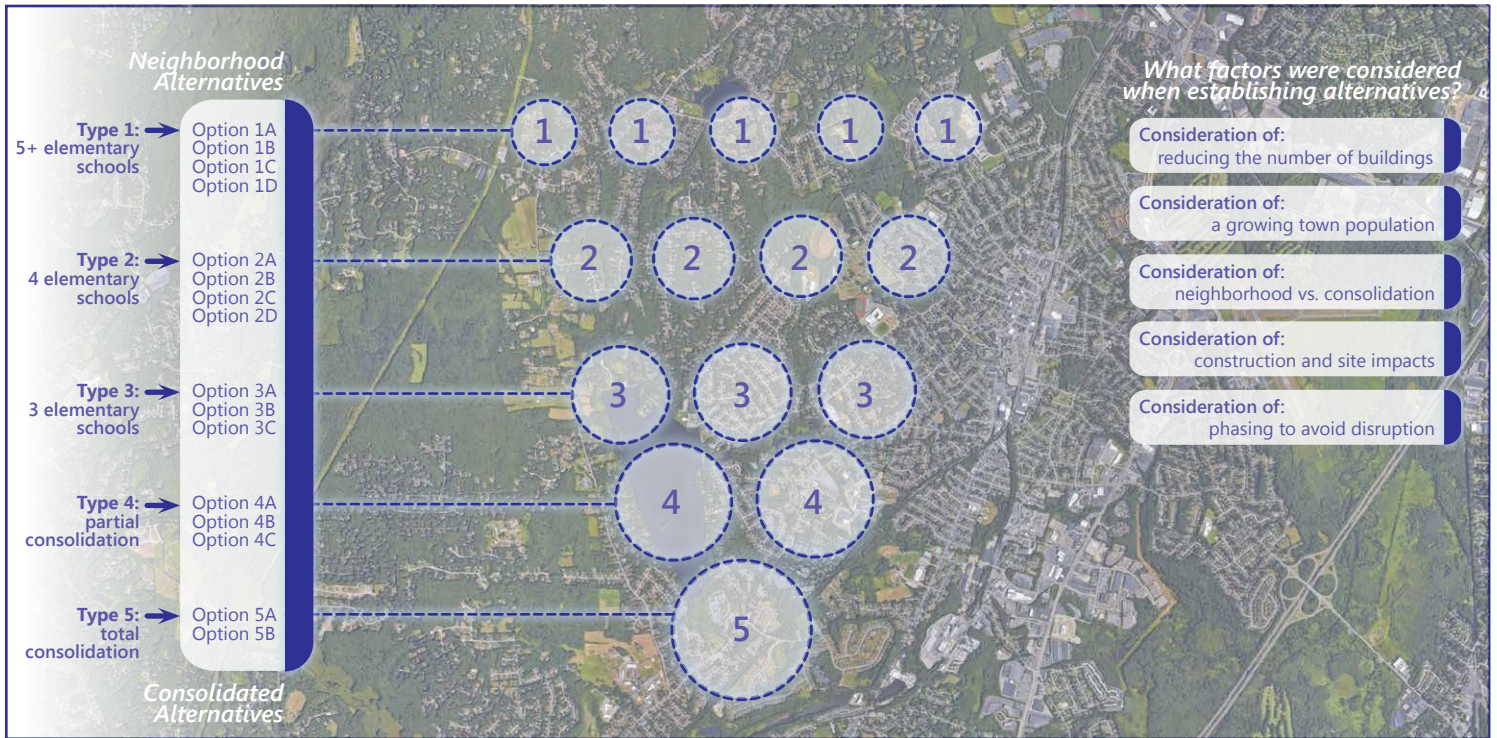 Neighborhood
Alternatives
Type 1:
5+ elementary
schools
Option 1A
Option 1B
Option 1C
Option 1D
1 1 1 1 1
Type 2:
4 elementary
schools
Option 2A
Option 2B
Option 2C
Option 2D
2 2 2 2
Type 3:
3 elementary
schools
Option 3A
Option 3B
Option 3C
3 3 3
Type 4:
partial
consolidation
Option 4A
Option 4B
Option 4C
4 4
Type 5:
total
consolidation
Option 5A
Option 5B
5
Consolidated
Alternatives
What factors were considered
when establishing alternatives?
Consideration of:
reducing the number of buildings
Consideration of:
a growing town population
Consideration of:
neighborhood vs. consolidation
Consideration of:
construction and site impacts
Consideration of:
phasing to avoid disruption